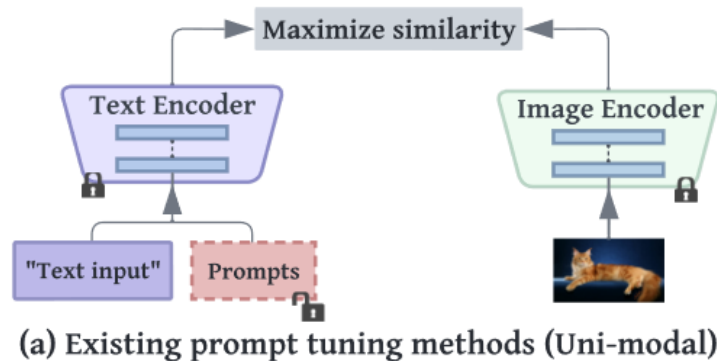 Maximize similarity
Text Encoder
Image Encoder
"Text input"
Prompts
(a) Existing prompt tuning methods (Uni-modal)